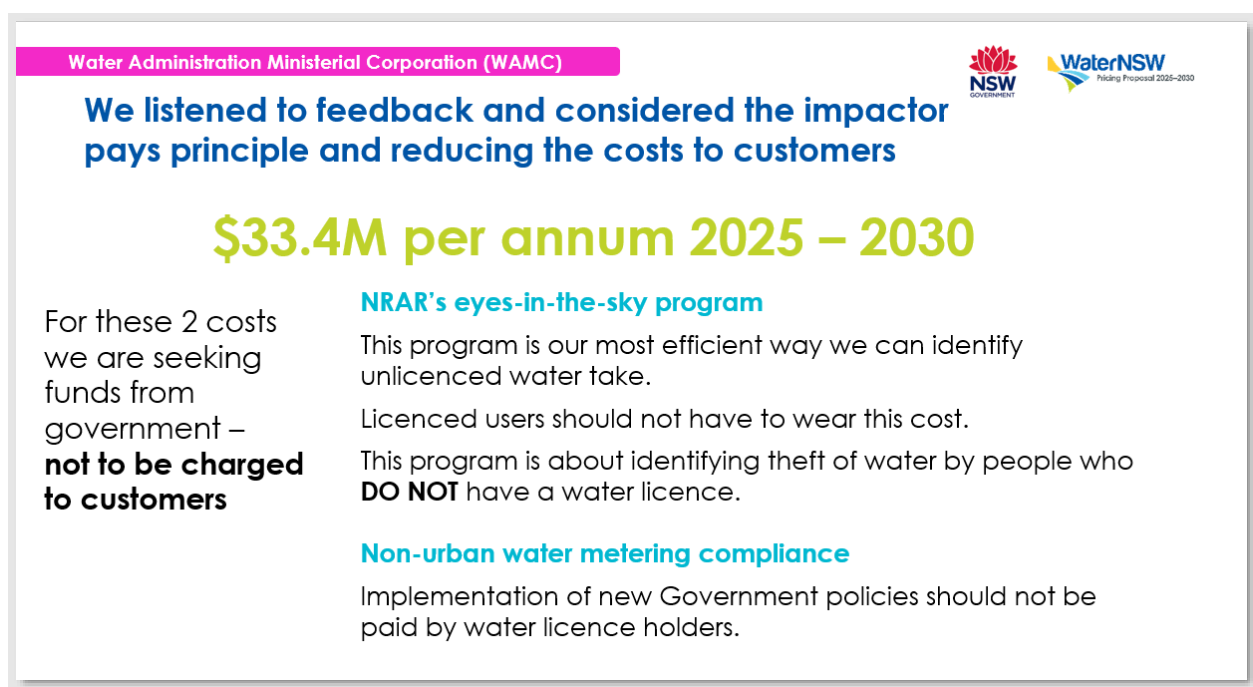 Water Administration Ministerial Corporation (WAMC)
NSW
GOVERNMENT
WaterNSW
Pricing Proposal 2025–2030
We listened to feedback and considered the impactor
pays principle and reducing the costs to customers
$33.4M per annum 2025 – 2030
For these 2 costs
we are seeking
funds from
government –
not to be charged
to customers
NRAR’s eyes-in-the-sky program
This program is our most efficient way we can identify
unlicenced water take.
Licenced users should not have to wear this cost.
This program is about identifying theft of water by people who
DO NOT have a water licence.
Non-urban water metering compliance
Implementation of new Government policies should not be
paid by water licence holders.